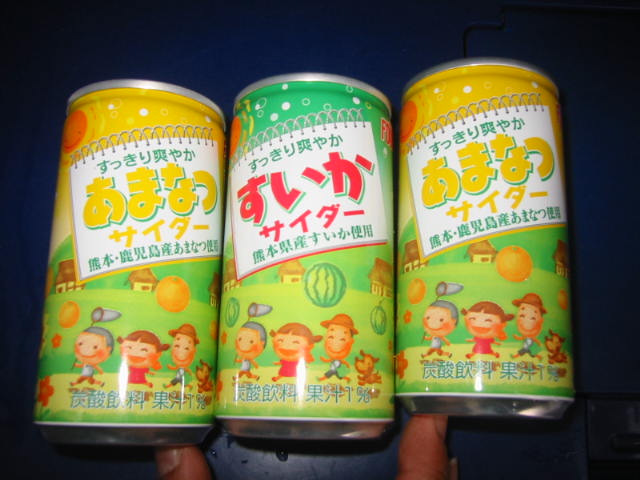 すっきり爽やか
あまなつ
サイダー
熊本・鹿児島産あまなつ使用
炭酸飲料 果汁1%
すっきり爽やか
すいか
サイダー
熊本県産すいか使用
炭酸飲料 果汁1%
すっきり爽やか
あまなつ
サイダー
熊本・鹿児島産あまなつ使用
炭酸飲料 果汁1%